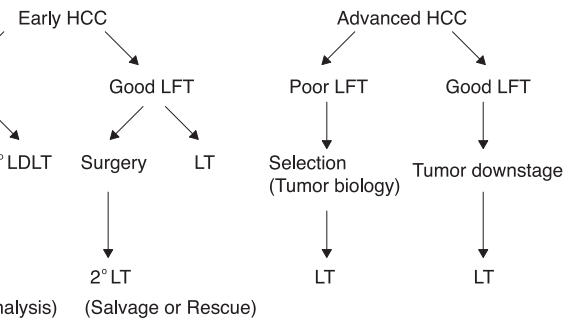 Early HCC
Advanced HCC
Good LFT
Poor LFT
Good LFT
° LDLT
Surgery
LT
Selection
(Tumor biology)
Tumor downstage
2° LT
LT
LT
(Salvage or Rescue)